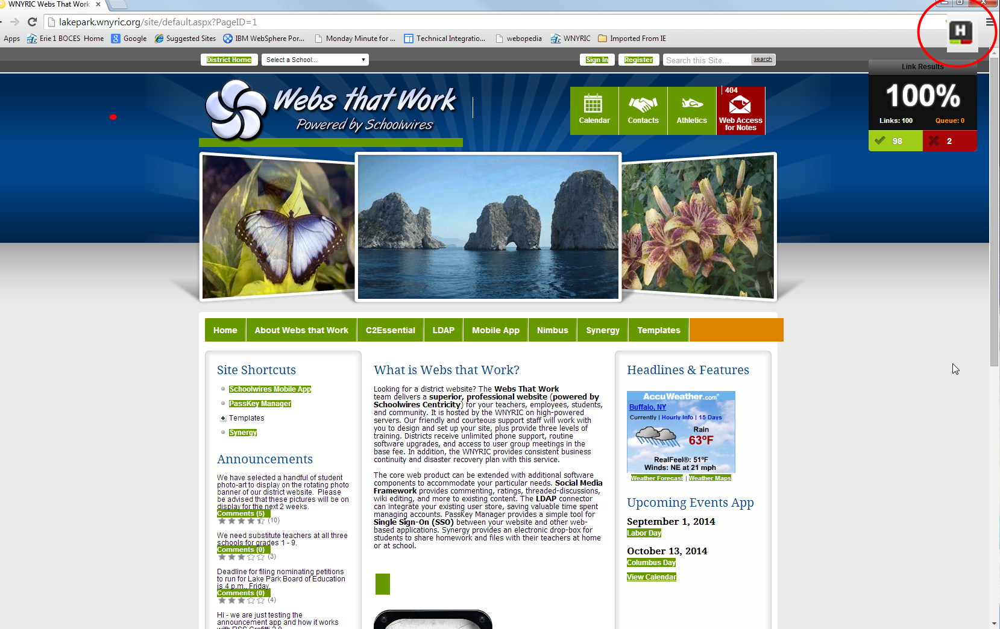 WNYRIC Webs That Work
lakepark.wnyric.org/site/default.aspx?PageID=1
Apps Erie 1 BOCES Home Google Suggested Sites IBM WebSphere Por... Monday Minute for ... Technical Integratio... webopedia WNYRIC Imported From IE
H
District Home Select a School... Sign In Register Search this Site... search
Link Results
100%
Links: 100 Queue: 0
98 2
Webs that Work
Powered by Schoolwires
Calendar
Contacts
Athletics
404
Web Access
for Notes
Home About Webs that Work C2Essential LDAP Mobile App Nimbus Synergy Templates
Site Shortcuts
Schoolwires Mobile App
PassKey Manager
Templates
Synergy
Announcements
We have selected a handful of student
photo-art to display on the rotating photo
banner of our district website. Please
be advised that these pictures will be on
display for the next 2 weeks.
Comments (5)
(10)
We need substitute teachers at all three
schools for grades 1 - 9.
Comments (0)
(3)
Deadline for filing nominating petitions
to run for Lake Park Board of Education
is 4 p.m., Friday.
Comments (0)
(4)
Hi - we are just testing the
announcement app and how it works
What is Webs that Work?
Looking for a district website? The Webs That Work
team delivers a superior, professional website (powered by
Schoolwires Centricity) for your teachers, employees, students,
and community. It is hosted by the WNYRIC on high-powered
servers. Our friendly and courteous support staff will work with
you to design and set up your site, plus provide three levels of
training. Districts receive unlimited phone support, routine
software upgrades, and access to user group meetings in the
base fee. In addition, the WNYRIC provides consistent business
continuity and disaster recovery plan with this service.
The core web product can be extended with additional software
components to accommodate your particular needs. Social Media
Framework provides commenting, ratings, threaded-discussions,
wiki editing, and more to existing content. The LDAP connector
can integrate your existing user store, saving valuable time spent
managing accounts. PassKey Manager provides a simple tool for
Single Sign-On (SSO) between your website and other web-
based applications. Synergy provides an electronic drop-box for
students to share homework and files with their teachers at home
or at school.
Headlines & Features
AccuWeather.com®
Buffalo, NY
Currently | Hourly Info | 15 Days
Rain
63°F
RealFeel®: 51°F
Winds: NE at 21 mph
Weather Forecast | Weather Maps
Upcoming Events App
September 1, 2014
Labor Day
October 13, 2014
Columbus Day
View Calendar